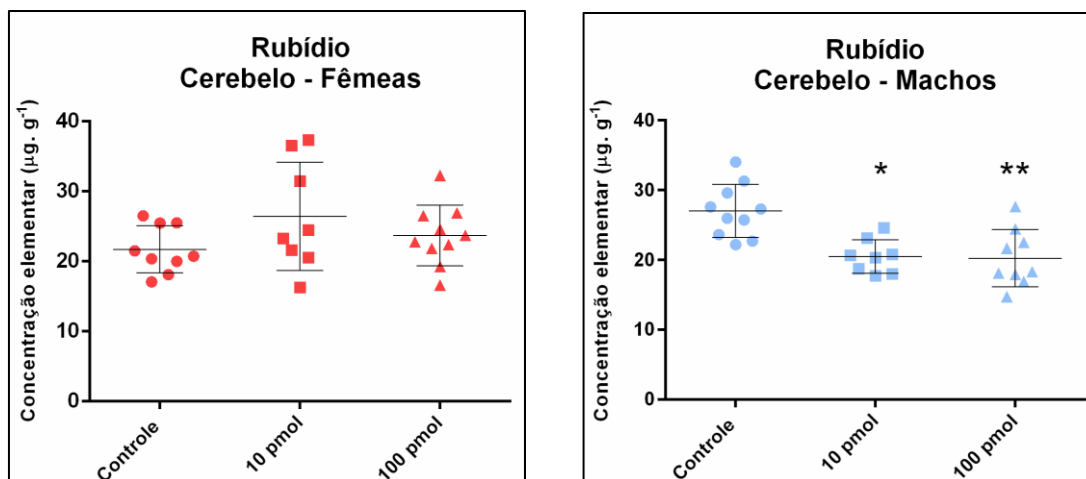 Rubídio
Cerebelo - Fêmeas
Concentração elementar (µg. g⁻¹)
40
30
20
10
0
Controle
10 pmol
100 pmol
Rubídio
Cerebelo - Machos
Concentração elementar (µg. g⁻¹)
40
30
20
10
0
*
**
Controle
10 pmol
100 pmol